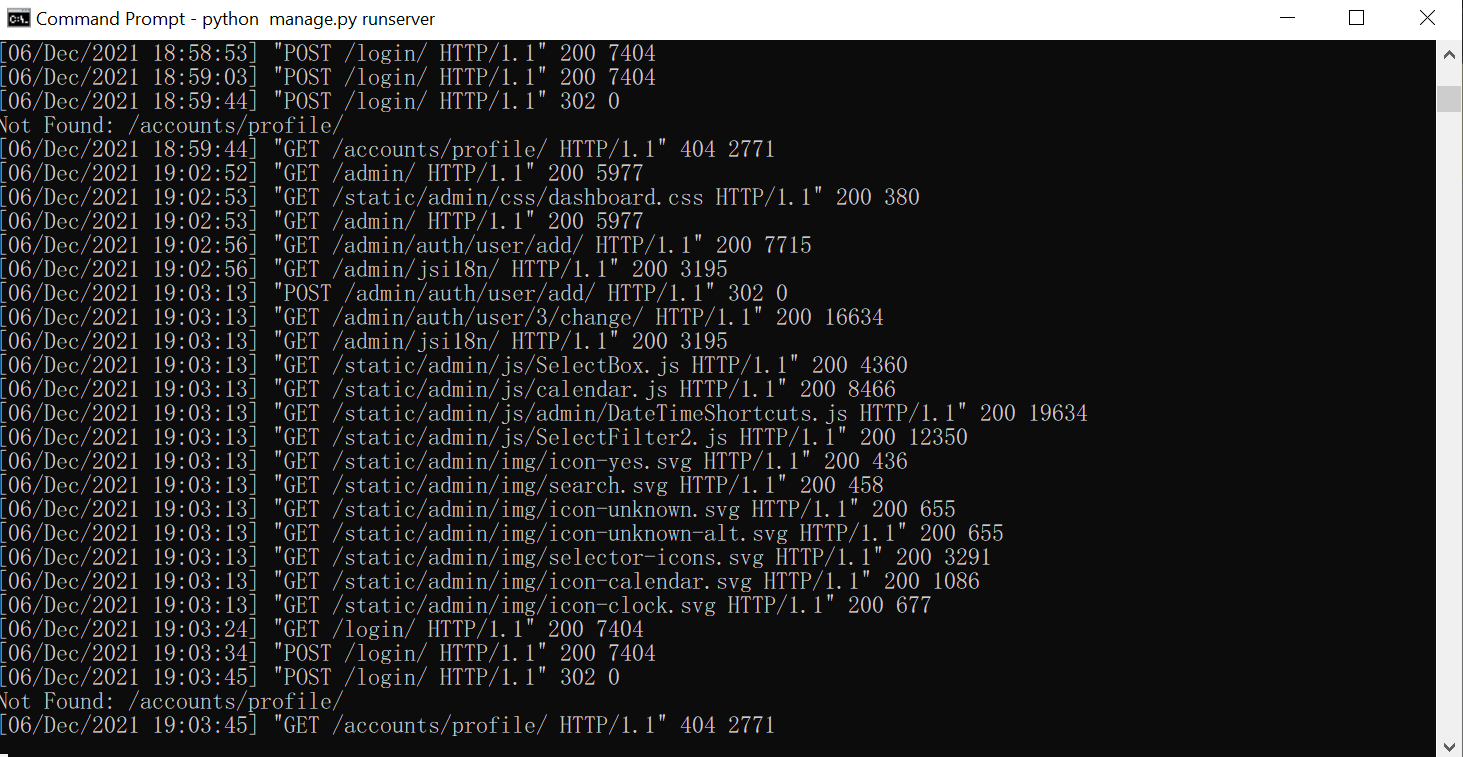 Command Prompt - python  manage.py runserver
[06/Dec/2021 18:58:53] "POST /login/ HTTP/1.1" 200 7404
[06/Dec/2021 18:59:03] "POST /login/ HTTP/1.1" 200 7404
[06/Dec/2021 18:59:44] "POST /login/ HTTP/1.1" 302 0
Not Found: /accounts/profile/
[06/Dec/2021 18:59:44] "GET /accounts/profile/ HTTP/1.1" 404 2771
[06/Dec/2021 19:02:52] "GET /admin/ HTTP/1.1" 200 5977
[06/Dec/2021 19:02:53] "GET /static/admin/css/dashboard.css HTTP/1.1" 200 380
[06/Dec/2021 19:02:53] "GET /admin/ HTTP/1.1" 200 5977
[06/Dec/2021 19:02:56] "GET /admin/auth/user/add/ HTTP/1.1" 200 7715
[06/Dec/2021 19:02:56] "GET /admin/jsi18n/ HTTP/1.1" 200 3195
[06/Dec/2021 19:03:13] "POST /admin/auth/user/add/ HTTP/1.1" 302 0
[06/Dec/2021 19:03:13] "GET /admin/auth/user/3/change/ HTTP/1.1" 200 16634
[06/Dec/2021 19:03:13] "GET /admin/jsi18n/ HTTP/1.1" 200 3195
[06/Dec/2021 19:03:13] "GET /static/admin/js/SelectBox.js HTTP/1.1" 200 4360
[06/Dec/2021 19:03:13] "GET /static/admin/js/calendar.js HTTP/1.1" 200 8466
[06/Dec/2021 19:03:13] "GET /static/admin/js/admin/DateTimeShortcuts.js HTTP/1.1" 200 19634
[06/Dec/2021 19:03:13] "GET /static/admin/js/SelectFilter2.js HTTP/1.1" 200 12350
[06/Dec/2021 19:03:13] "GET /static/admin/img/icon-yes.svg HTTP/1.1" 200 436
[06/Dec/2021 19:03:13] "GET /static/admin/img/search.svg HTTP/1.1" 200 458
[06/Dec/2021 19:03:13] "GET /static/admin/img/icon-unknown.svg HTTP/1.1" 200 655
[06/Dec/2021 19:03:13] "GET /static/admin/img/icon-unknown-alt.svg HTTP/1.1" 200 655
[06/Dec/2021 19:03:13] "GET /static/admin/img/selector-icons.svg HTTP/1.1" 200 3291
[06/Dec/2021 19:03:13] "GET /static/admin/img/icon-calendar.svg HTTP/1.1" 200 1086
[06/Dec/2021 19:03:13] "GET /static/admin/img/icon-clock.svg HTTP/1.1" 200 677
[06/Dec/2021 19:03:24] "GET /login/ HTTP/1.1" 200 7404
[06/Dec/2021 19:03:34] "POST /login/ HTTP/1.1" 200 7404
[06/Dec/2021 19:03:45] "POST /login/ HTTP/1.1" 302 0
Not Found: /accounts/profile/
[06/Dec/2021 19:03:45] "GET /accounts/profile/ HTTP/1.1" 404 2771